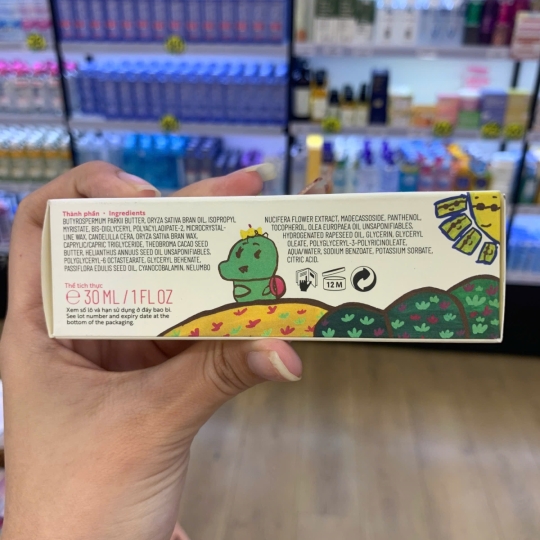 Thành phần • Ingredients
BUTYROSPERMUM PARKII BUTTER, ORYZA SATIVA BRAN OIL, ISOPROPYL
MYRISTATE, BIS-DIGLYCERYL POLYACYLADIPATE-2, MICROCRYSTAL-
LINE WAX, CANDELILLA CERA, ORYZA SATIVA BRAN WAX,
CAPRYLIC/CAPRIC TRIGLYCERIDE, THEOBROMA CACAO SEED
BUTTER, HELIANTHUS ANNUUS SEED OIL UNSAPONIFIABLES,
POLYGLYCERYL-6 OCTASTEARATE, GLYCERYL BEHENATE,
PASSIFLORA EDULIS SEED OIL, CYANOCOBALAMIN, NELUMBO
NUCIFERA FLOWER EXTRACT, MADECASSOSIDE, PANTHENOL,
TOCOPHEROL, OLEA EUROPAEA OIL UNSAPONIFIABLES,
HYDROGENATED RAPESEED OIL, GLYCERIN, GLYCERYL
OLEATE, POLYGLYCERYL-3-POLYRICINOLEATE,
AQUA/WATER, SODIUM BENZOATE, POTASSIUM SORBATE,
CITRIC ACID.
Thể tích thực
℮ 30 ML / 1 FL OZ
Xem số lô và hạn sử dụng ở đáy bao bì.
See lot number and expiry date at the
bottom of the packaging.
12 M